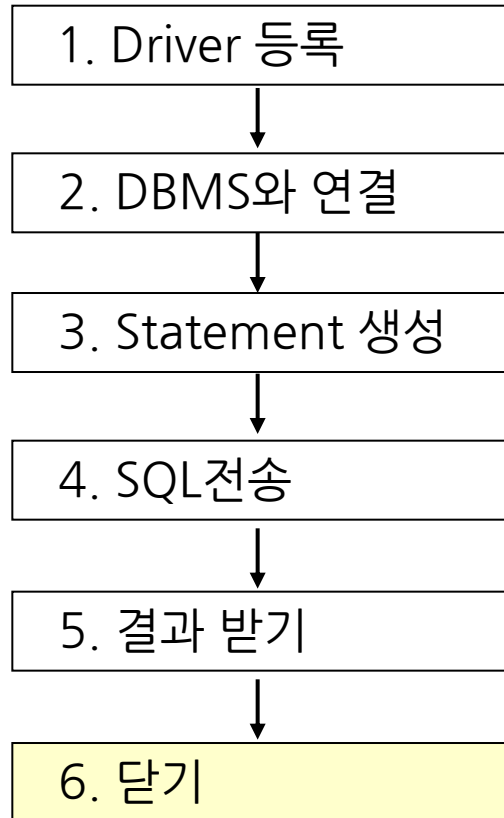 1. Driver 등록
2. DBMS와 연결
3. Statement 생성
4. SQL전송
5. 결과 받기
6. 닫기